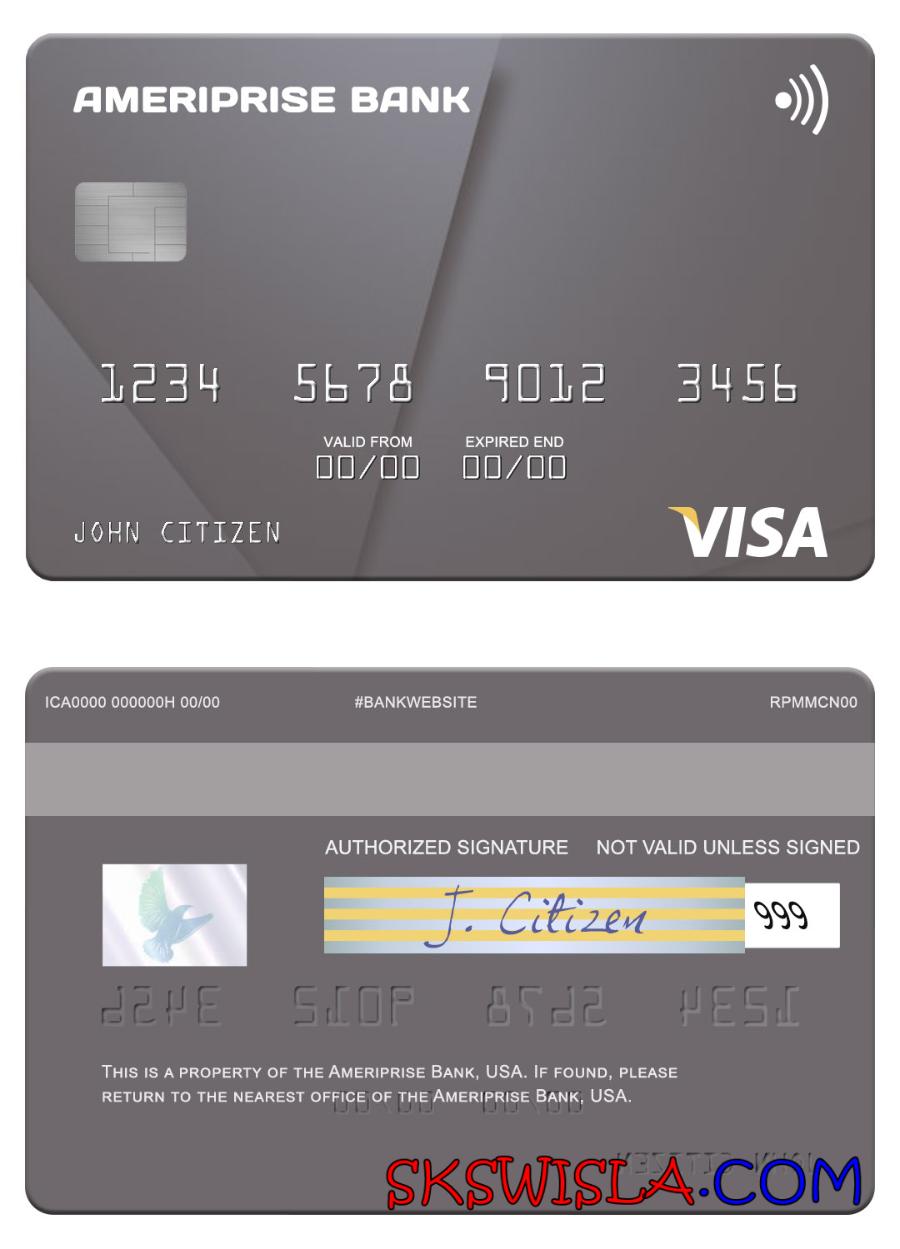 AMERIPRISE BANK
1234 5678 9012 3456
VALID FROM EXPIRED END
00/00 00/00
JOHN CITIZEN
VISA
ICA0000 000000H 00/00 #BANKWEBSITE RPMMCN00
AUTHORIZED SIGNATURE NOT VALID UNLESS SIGNED
J. Citizen 999
THIS IS A PROPERTY OF THE AMERIPRISE BANK, USA. IF FOUND, PLEASE
RETURN TO THE NEAREST OFFICE OF THE AMERIPRISE BANK, USA.
SKSWISLA.COM